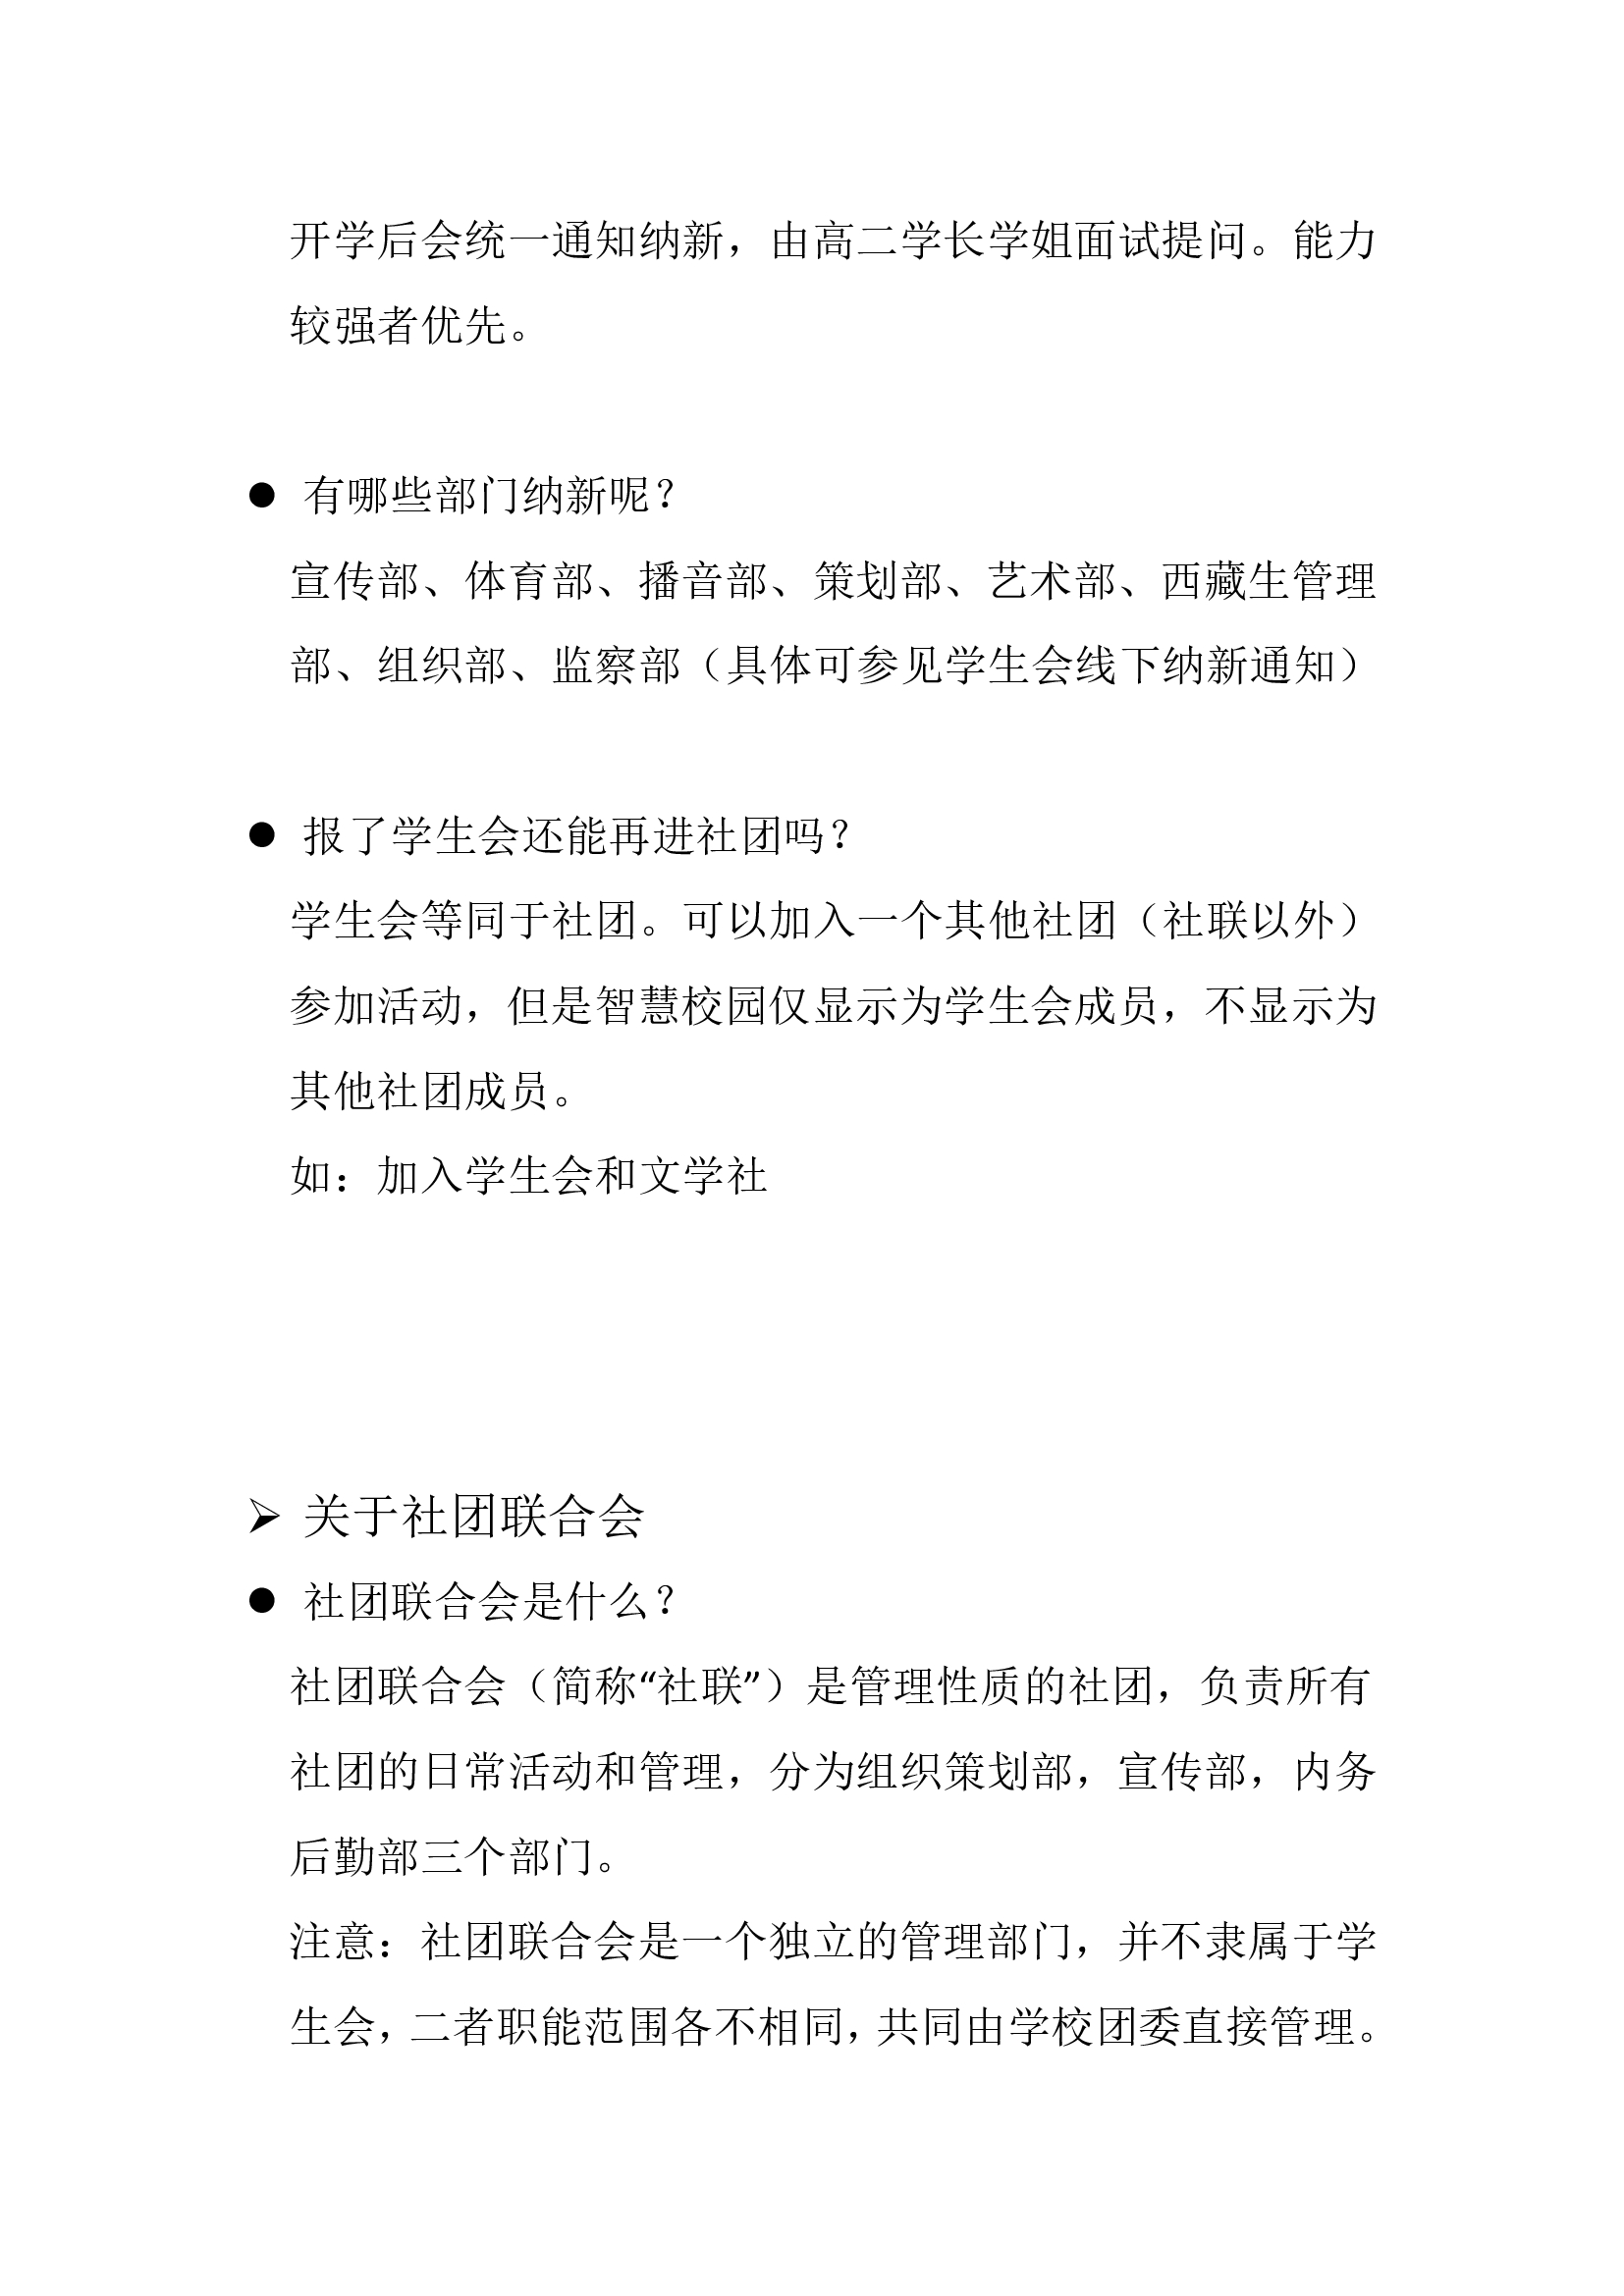 开学后会统一通知纳新，由高二学长学姐面试提问。能力
较强者优先。
● 有哪些部门纳新呢？
宣传部、体育部、播音部、策划部、艺术部、西藏生管理
部、组织部、监察部（具体可参见学生会线下纳新通知）
● 报了学生会还能再进社团吗？
学生会等同于社团。可以加入一个其他社团（社联以外）
参加活动，但是智慧校园仅显示为学生会成员，不显示为
其他社团成员。
如：加入学生会和文学社
➢ 关于社团联合会
● 社团联合会是什么？
社团联合会（简称“社联”）是管理性质的社团，负责所有
社团的日常活动和管理，分为组织策划部，宣传部，内务
后勤部三个部门。
注意：社团联合会是一个独立的管理部门，并不隶属于学
生会，二者职能范围各不相同，共同由学校团委直接管理。